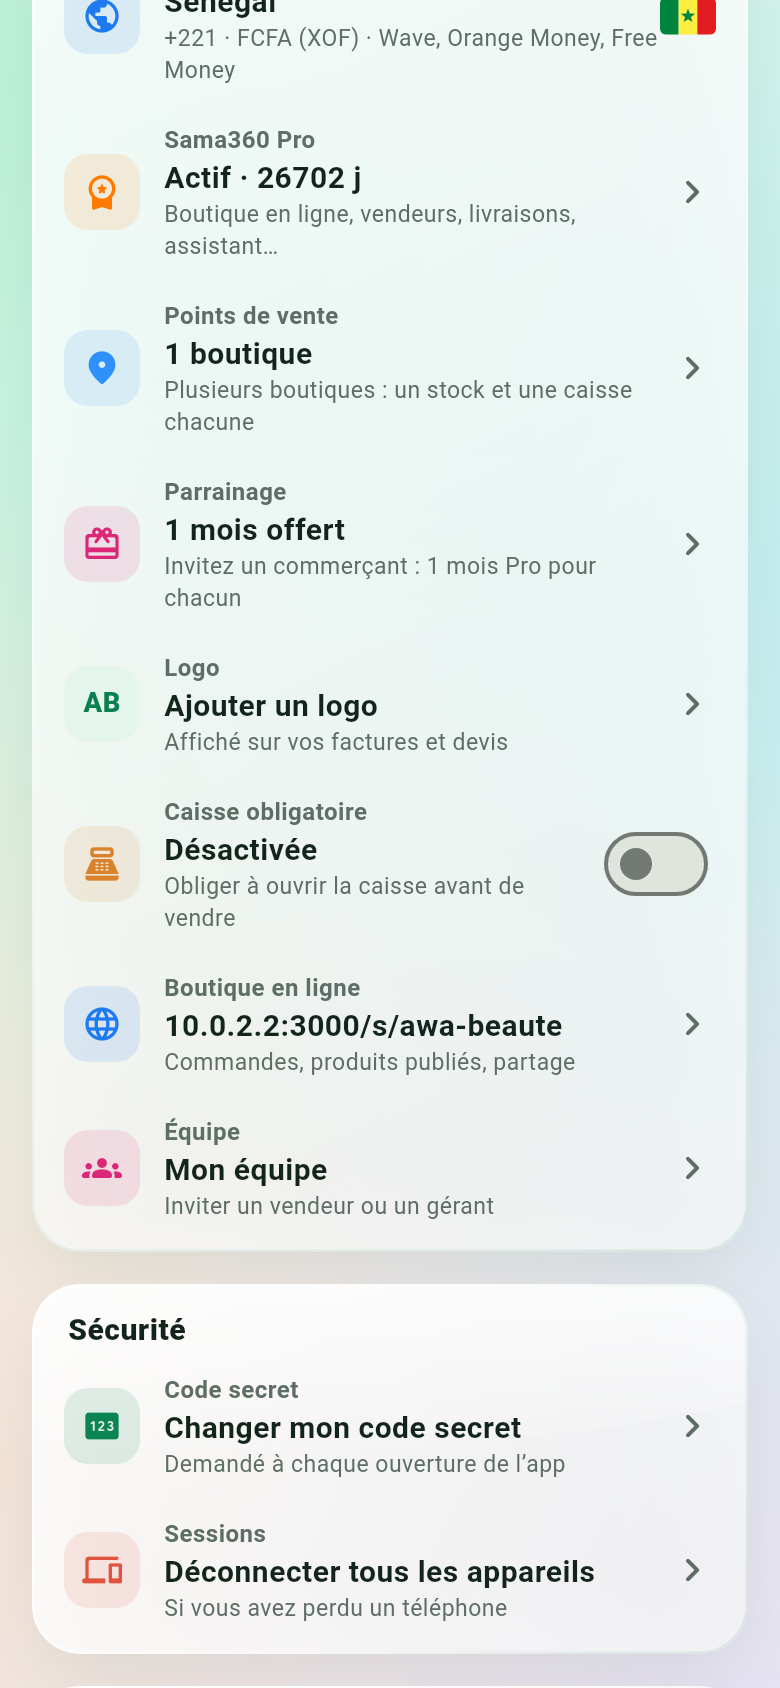 Sénégal
+221 · FCFA (XOF) · Wave, Orange Money, Free
Money
Sama360 Pro
Actif · 26702 j
Boutique en ligne, vendeurs, livraisons,
assistant…
Points de vente
1 boutique
Plusieurs boutiques : un stock et une caisse
chacune
Parrainage
1 mois offert
Invitez un commerçant : 1 mois Pro pour
chacun
Logo
AB
Ajouter un logo
Affiché sur vos factures et devis
Caisse obligatoire
Désactivée
Obliger à ouvrir la caisse avant de
vendre
Boutique en ligne
10.0.2.2:3000/s/awa-beaute
Commandes, produits publiés, partage
Équipe
Mon équipe
Inviter un vendeur ou un gérant
Sécurité
Code secret
123
Changer mon code secret
Demandé à chaque ouverture de l’app
Sessions
Déconnecter tous les appareils
Si vous avez perdu un téléphone